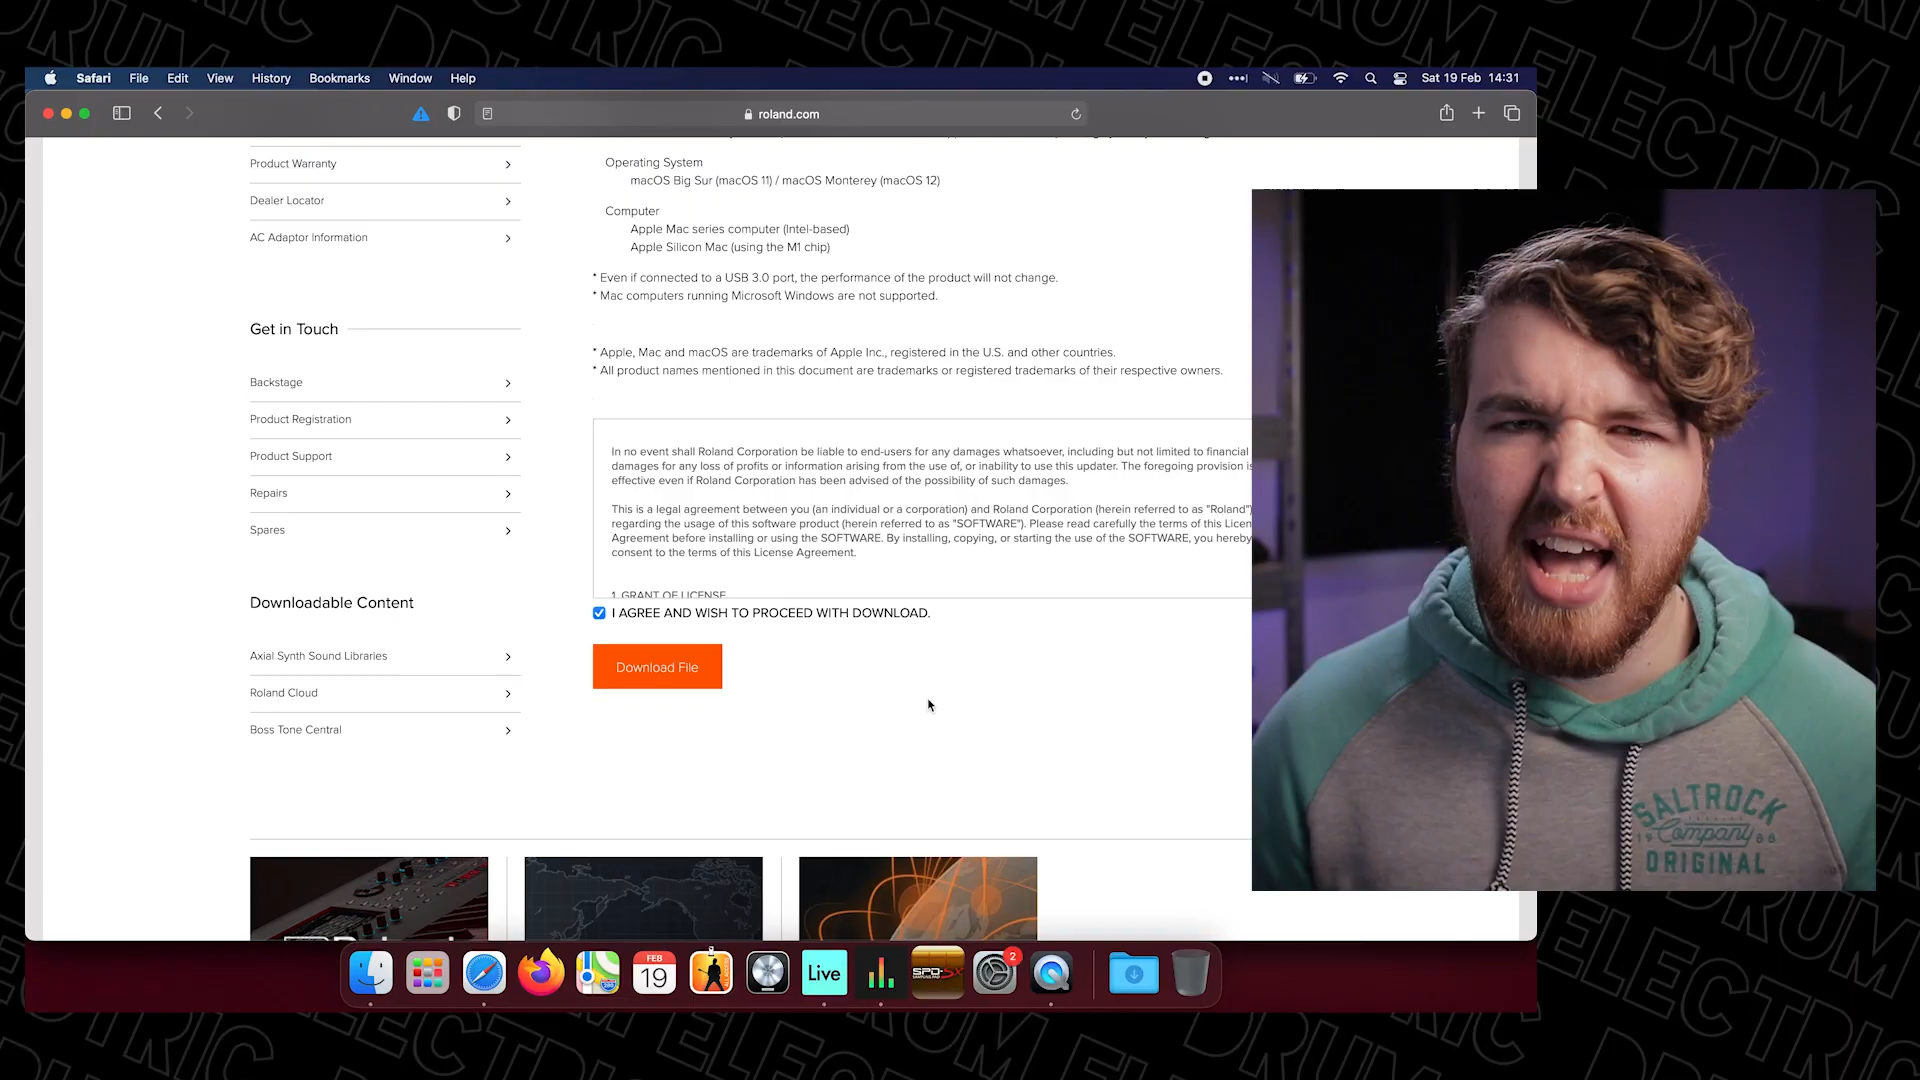 Safari File Edit View History Bookmarks Window Help
Sat 19 Feb 14:31
roland.com
Product Warranty
Dealer Locator
AC Adaptor Information
Get in Touch
Backstage
Product Registration
Product Support
Repairs
Spares
Downloadable Content
Axial Synth Sound Libraries
Roland Cloud
Boss Tone Central
Operating System
macOS Big Sur (macOS 11) / macOS Monterey (macOS 12)
Computer
Apple Mac series computer (Intel-based)
Apple Silicon Mac (using the M1 chip)
* Even if connected to a USB 3.0 port, the performance of the product will not change.
* Mac computers running Microsoft Windows are not supported.
* Apple, Mac and macOS are trademarks of Apple Inc., registered in the U.S. and other countries.
* All product names mentioned in this document are trademarks or registered trademarks of their respective owners.
In no event shall Roland Corporation be liable to end-users for any damages whatsoever, including but not limited to financial
damages for any loss of profits or information arising from the use of, or inability to use this updater. The foregoing provision is
effective even if Roland Corporation has been advised of the possibility of such damages.
This is a legal agreement between you (an individual or a corporation) and Roland Corporation (herein referred to as "Roland")
regarding the usage of this software product (herein referred to as "SOFTWARE"). Please read carefully the terms of this Licen
Agreement before installing or using the SOFTWARE. By installing, copying, or starting the use of the SOFTWARE, you hereby
consent to the terms of this License Agreement.
1. GRANT OF LICENSE
I AGREE AND WISH TO PROCEED WITH DOWNLOAD.
Download File
SALTROCK
Company
ORIGINAL
FEB
19
Live
SPD-SX
2
DRUM ELECTRIC